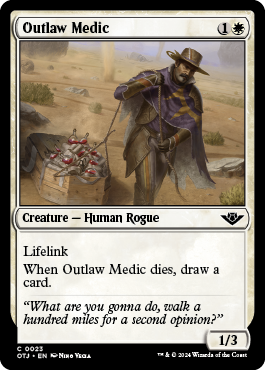 Outlaw Medic 1
Creature — Human Rogue
Lifelink
When Outlaw Medic dies, draw a
card.
“What are you gonna do, walk a
hundred miles for a second opinion?”
1/3
C 0023
OTJ • EN Nino Vecia
™ & © 2024 Wizards of the Coast